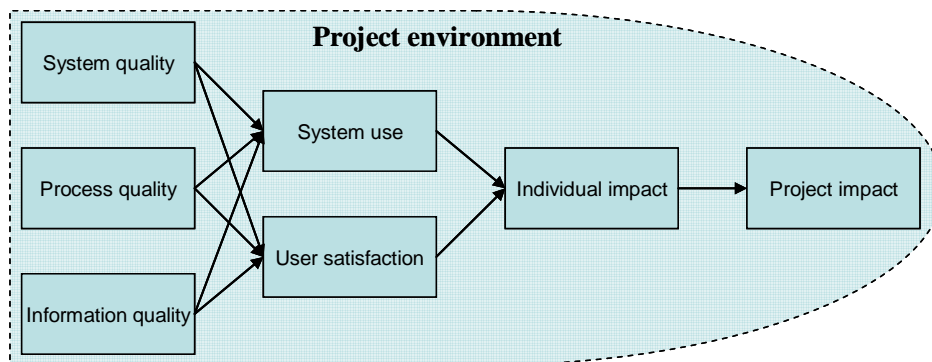 Project environment
System quality
Process quality
Information quality
System use
User satisfaction
Individual impact
Project impact